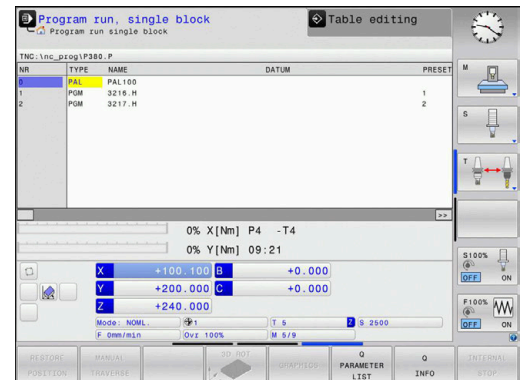 Program run, single block
Program run single block
Table editing
TNC:\nc_prog\P380.P
NR TYPE NAME DATUM PRESET
0 PAL PAL100
1 PGM 3216.H 1
2 PGM 3217.H 2
>>
0% X[Nm] P4 -T4
0% Y[Nm] 09:21
X +100.100 B +0.000
Y +200.000 C +0.000
Z +240.000
Mode: NOML. 1 T 5 Z S 2500
F 0mm/min Ovr 100% M 5/9
M
S
T
S100%
OFF ON
F100%
OFF ON
RESTORE POSITION
MANUAL TRAVERSE
3D ROT
GRAPHICS
Q PARAMETER LIST
Q INFO
INTERNAL STOP